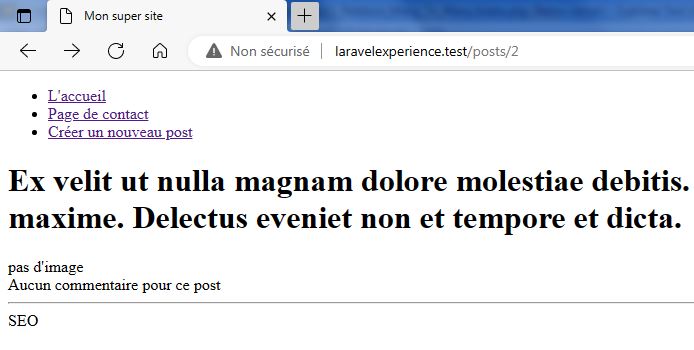 Mon super site
Non sécurisé
laravelexperience.test/posts/2
L'accueil
Page de contact
Créer un nouveau post
Ex velit ut nulla magnam dolore molestiae debitis.
maxime. Delectus eveniet non et tempore et dicta.
pas d'image
Aucun commentaire pour ce post
SEO